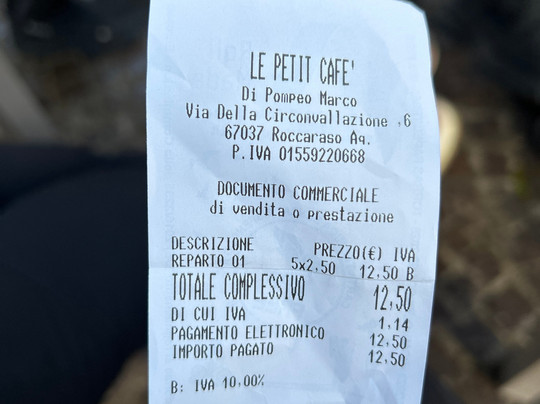 LE PETIT CAFE'
Di Pompeo Marco
Via Della Circonvallazione ,6
67037 Roccaraso Aq.
P.IVA 01559220668
DOCUMENTO COMMERCIALE
di vendita o prestazione
DESCRIZIONE PREZZO(€) IVA
REPARTO 01 5x2,50 12,50 B
TOTALE COMPLESSIVO 12,50
DI CUI IVA 1,14
PAGAMENTO ELETTRONICO 12,50
IMPORTO PAGATO 12,50
B: IVA 10,00%